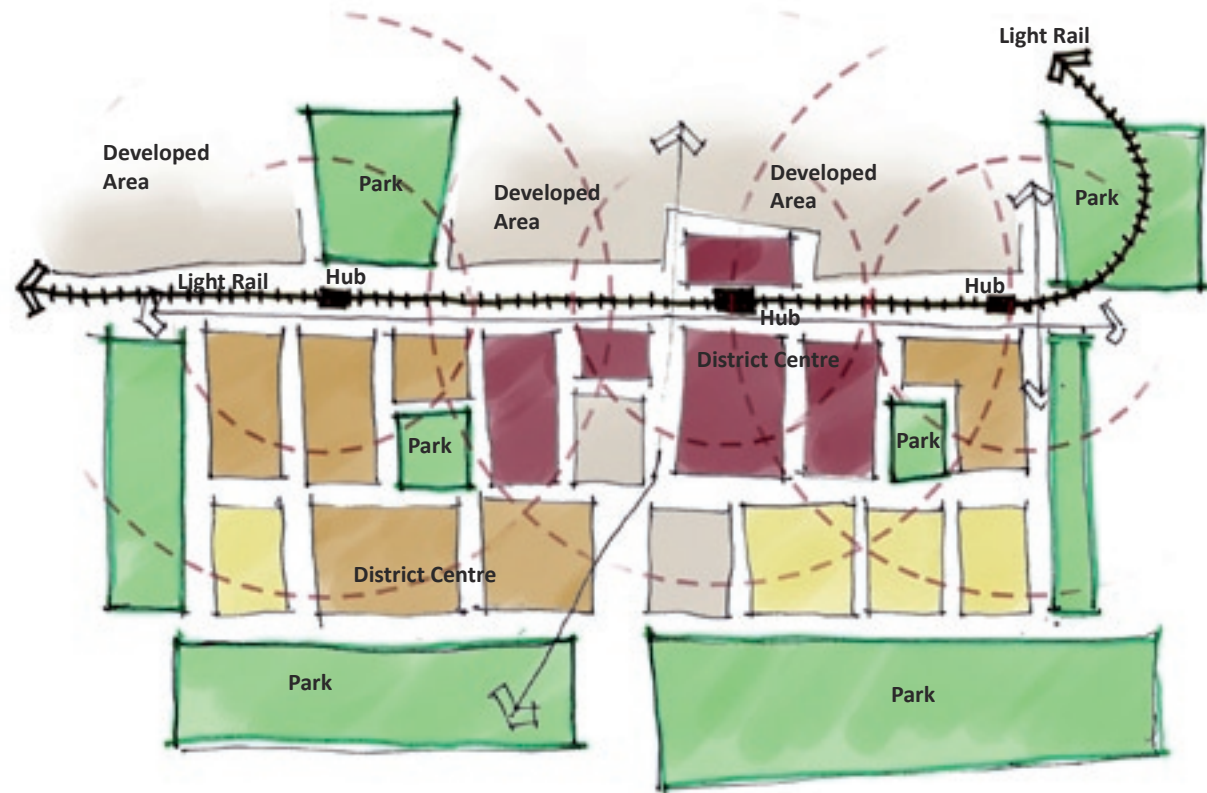 Light Rail
Developed
Area
Park
Developed
Area
Developed
Area
Park
Light Rail
Hub
Hub
Hub
District Centre
Park
Park
District Centre
Park
Park